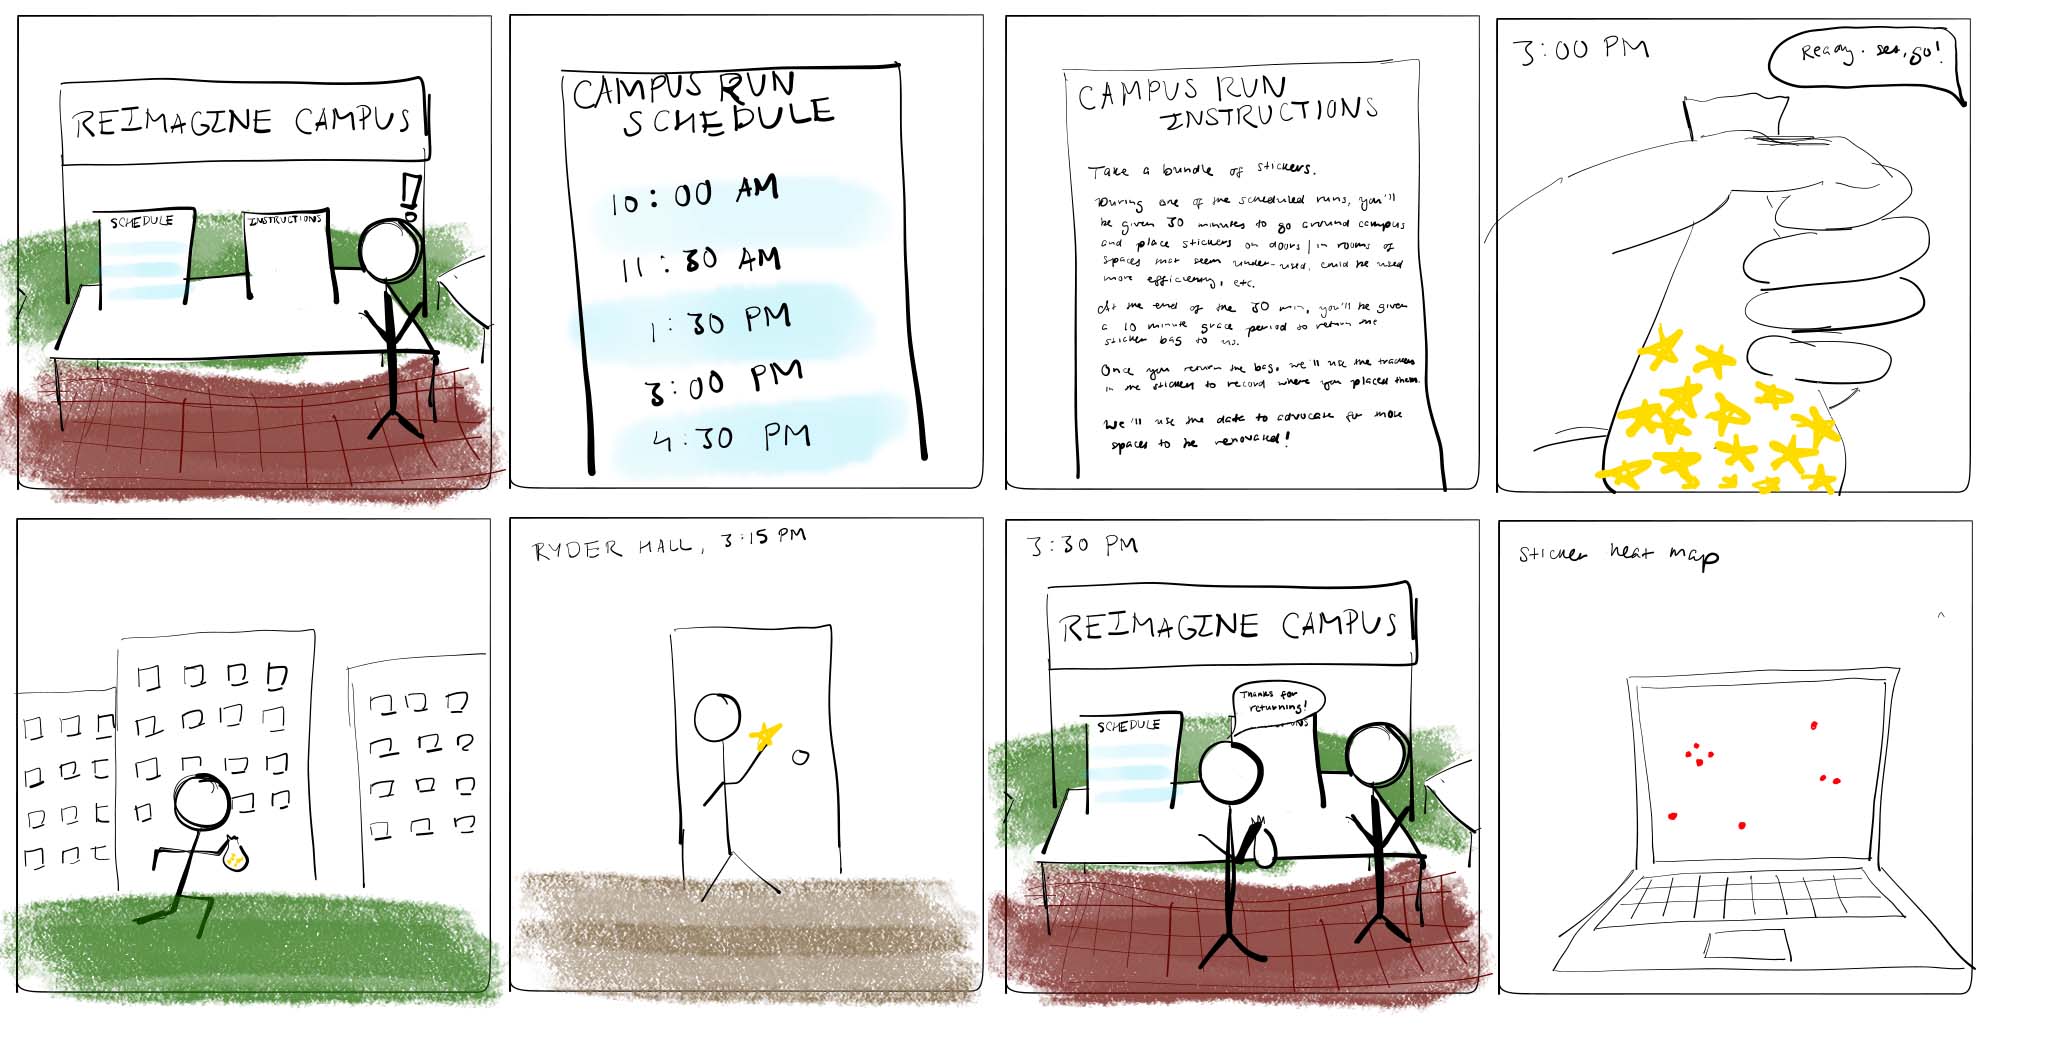 REIMAGINE CAMPUS
!
SCHEDULE
INSTRUCTIONS
CAMPUS RUN
SCHEDULE
10:00 AM
11:30 AM
1:30 PM
3:00 PM
4:30 PM
CAMPUS RUN
INSTRUCTIONS
Take a bundle of stickers.
During one of the scheduled runs, you'll
be given 30 minutes to go around campus
and place stickers on doors/in rooms of
spaces that seem under-used, could be used
more efficiency, etc.
At the end of the 30 min, you'll be given
a 10 minute grace period to return the
sticker bag to us.
Once you return the bag, we'll use the trackers
in the stickers to record where you placed them.
We'll use the data to advocate for more
spaces to be renovated!
3:00 PM
Ready. set, go!
RYDER HALL, 3:15 PM
3:30 PM
REIMAGINE CAMPUS
Thanks for
returning!
SCHEDULE
ONS
sticker heat map